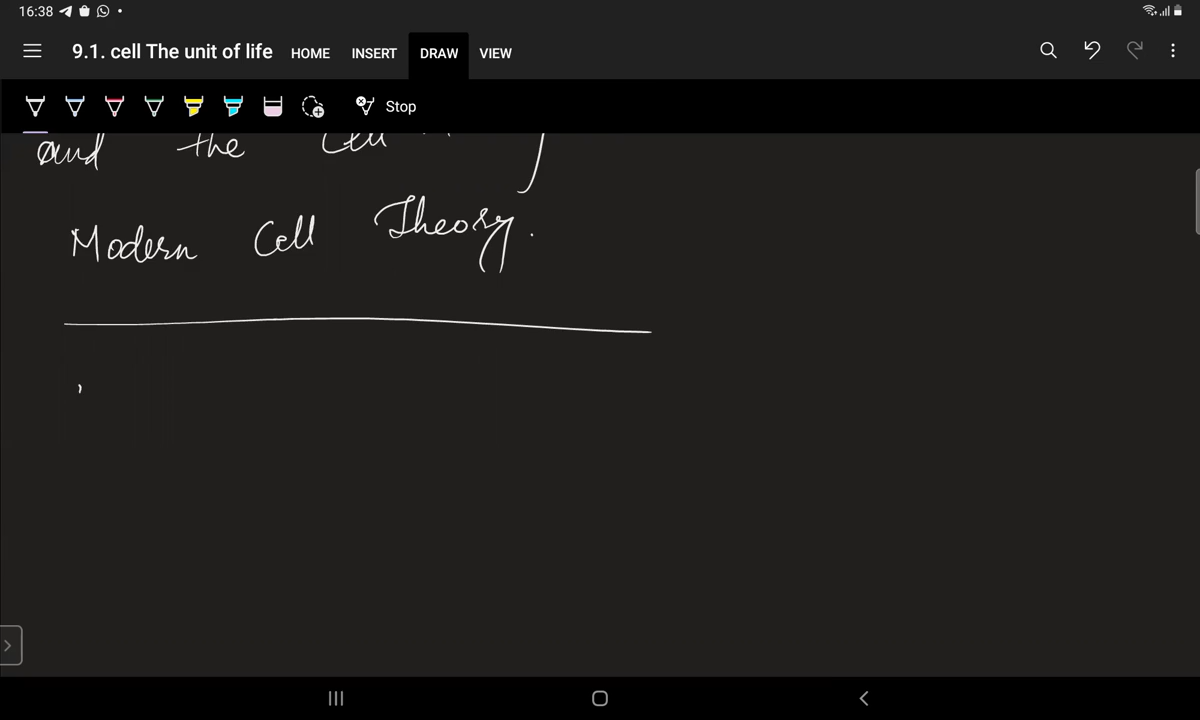 16:38
9.1. cell The unit of life HOME INSERT DRAW VIEW
Stop
and the Cell
Modern Cell Theory.